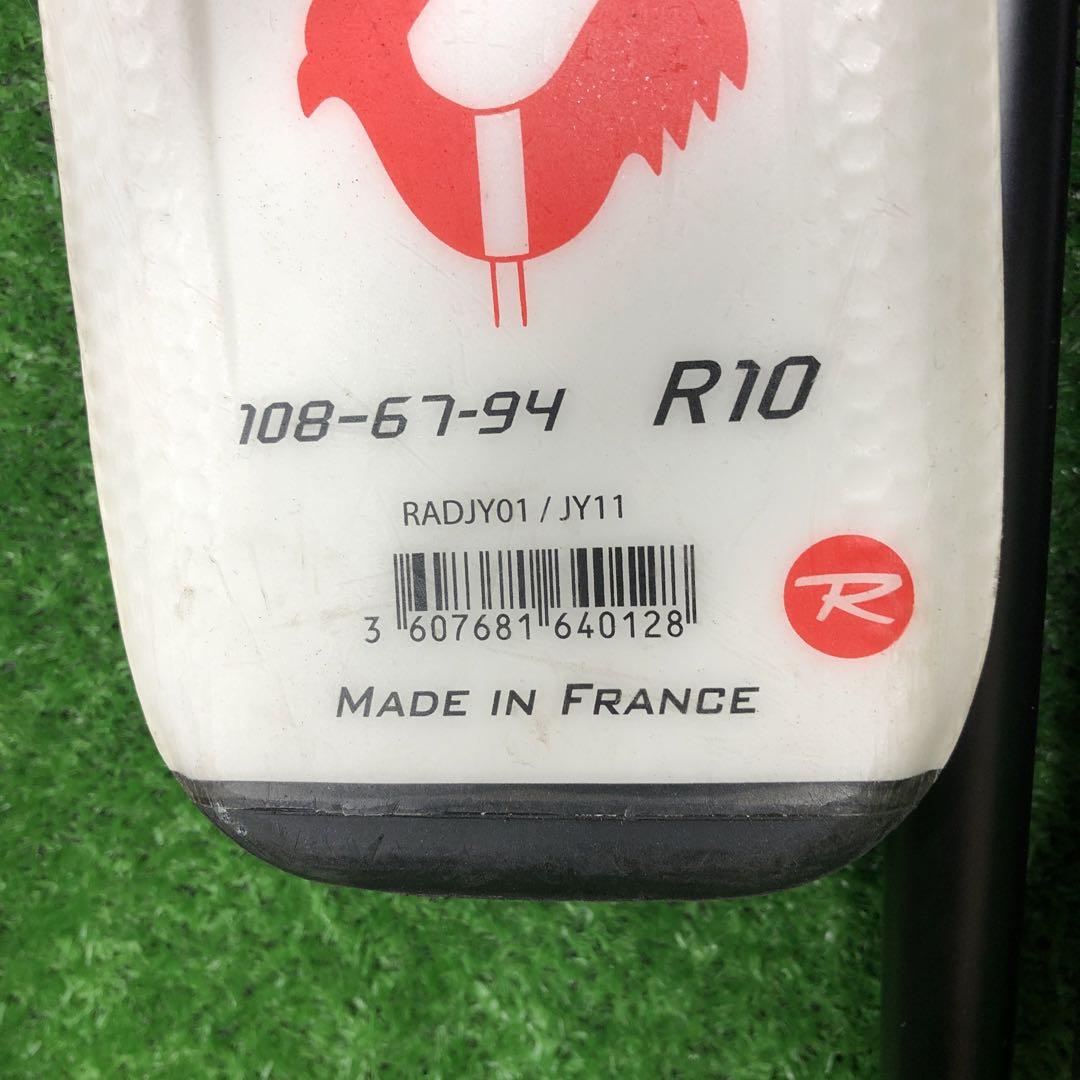 108-67-94 R10
RADJY01 / JY11
3 607681 640128
MADE IN FRANCE
R